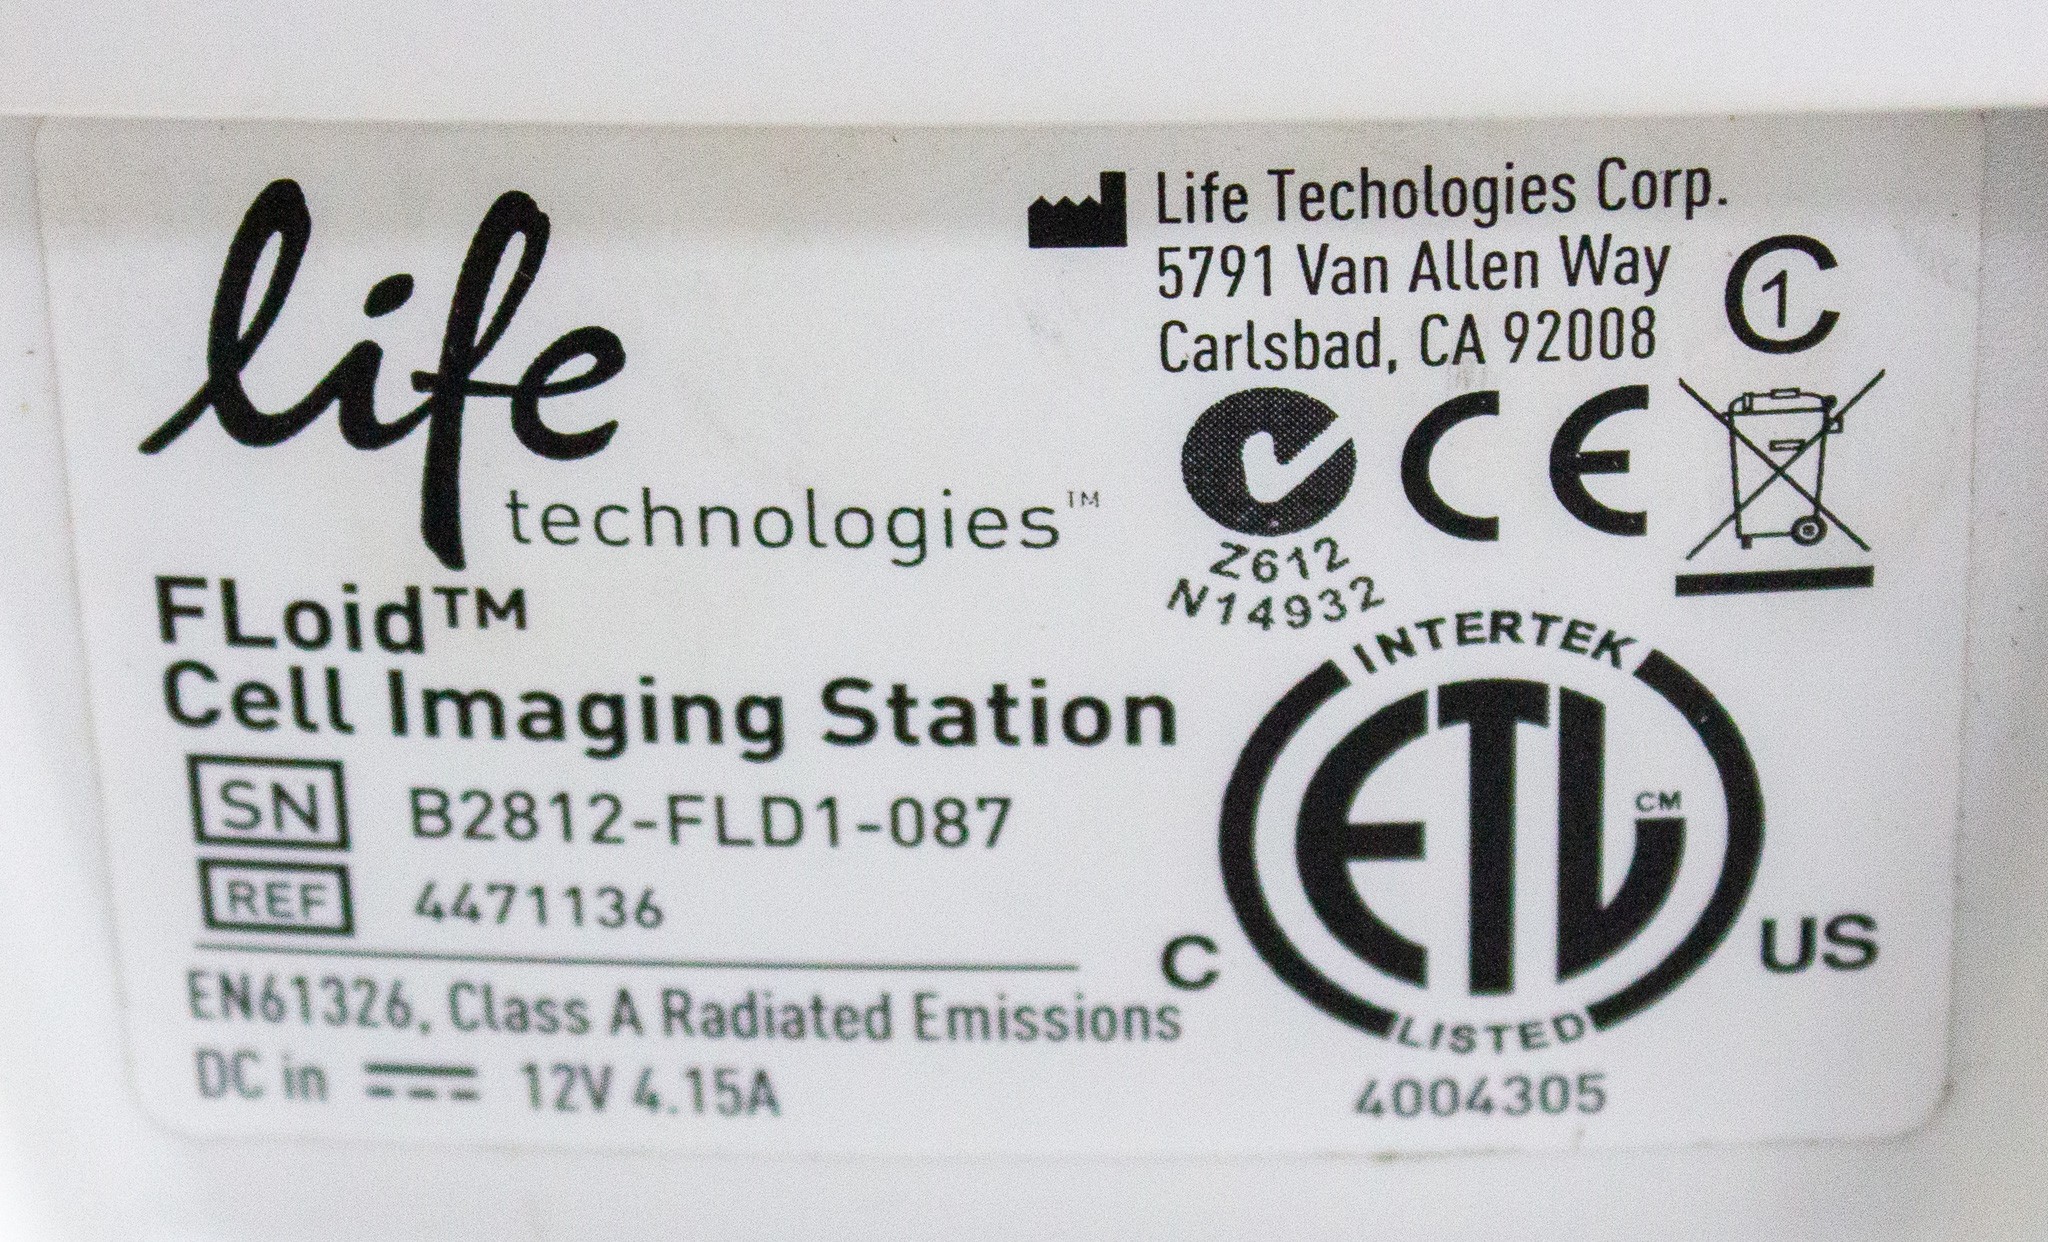 life
technologies™
FLoid™
Cell Imaging Station
SN B2812-FLD1-087
REF 4471136
EN61326, Class A Radiated Emissions
DC in 12V 4.15A
Life Techologies Corp.
5791 Van Allen Way
Carlsbad, CA 92008
C1
CE
Z612
N14932
INTERTEK
ETL CM
C US
LISTED
4004305